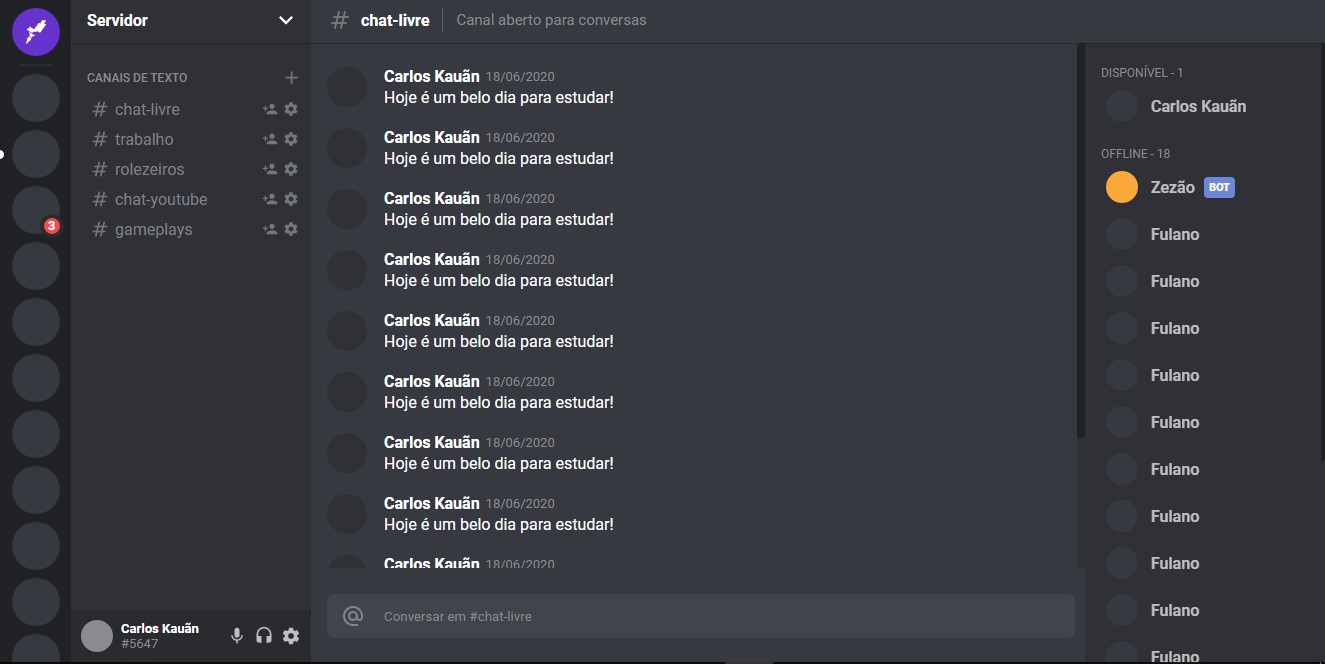 Servidor
chat-livre
Canal aberto para conversas
CANAIS DE TEXTO
chat-livre
trabalho
rolezeiros
chat-youtube
gameplays
3
Carlos Kauãn
#5647
Carlos Kauãn 18/06/2020
Hoje é um belo dia para estudar!
Carlos Kauãn 18/06/2020
Hoje é um belo dia para estudar!
Carlos Kauãn 18/06/2020
Hoje é um belo dia para estudar!
Carlos Kauãn 18/06/2020
Hoje é um belo dia para estudar!
Carlos Kauãn 18/06/2020
Hoje é um belo dia para estudar!
Carlos Kauãn 18/06/2020
Hoje é um belo dia para estudar!
Carlos Kauãn 18/06/2020
Hoje é um belo dia para estudar!
Carlos Kauãn 18/06/2020
Hoje é um belo dia para estudar!
Carlos Kauãn 18/06/2020
Conversar em #chat-livre
DISPONÍVEL - 1
Carlos Kauãn
OFFLINE - 18
Zezão BOT
Fulano
Fulano
Fulano
Fulano
Fulano
Fulano
Fulano
Fulano
Fulano
Fulano